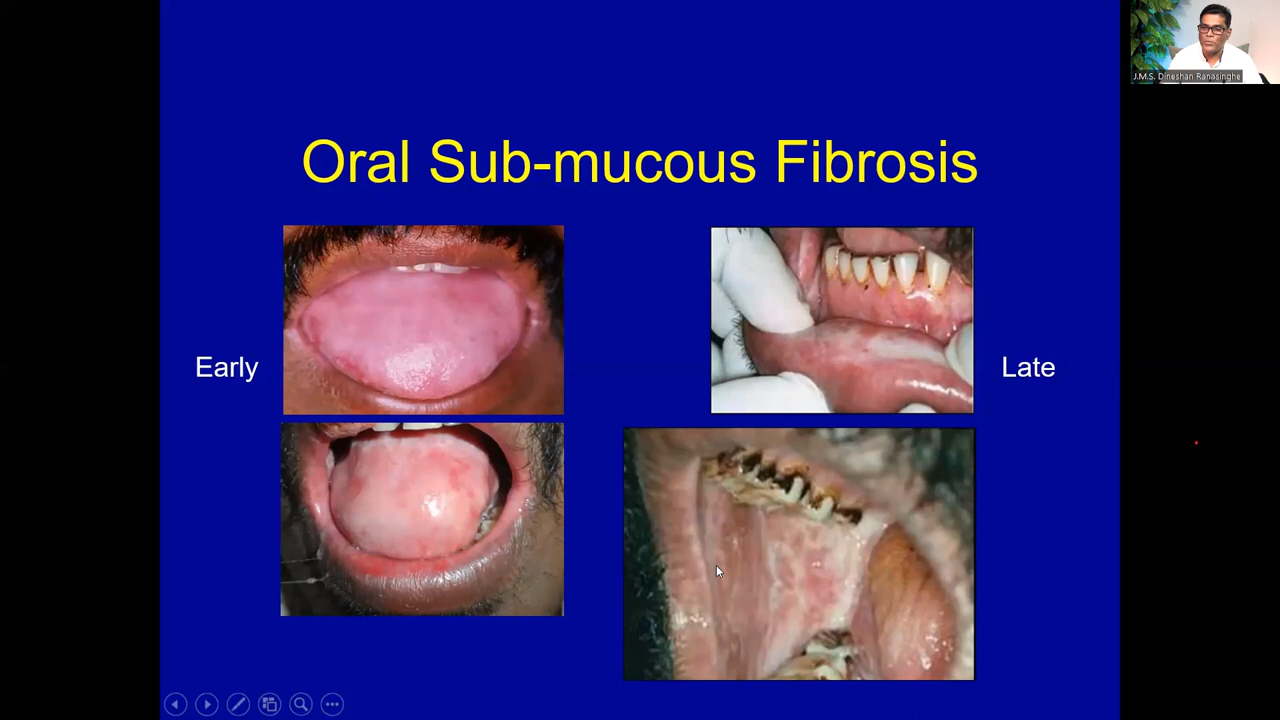 J.M.S. Dineshan Ranasinghe
Oral Sub-mucous Fibrosis
Early
Late